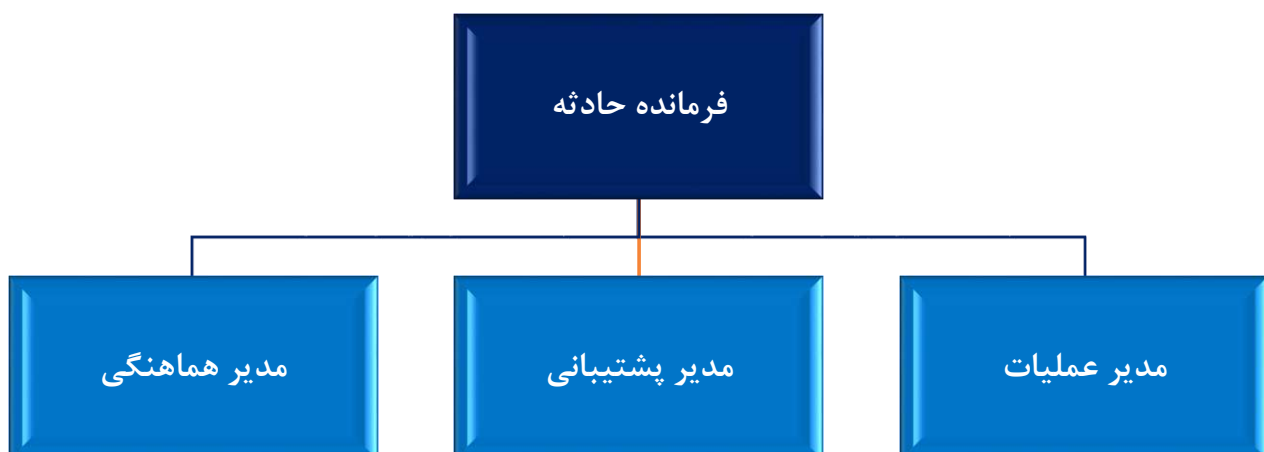 فرمانده حادثه
مدیر عملیات
مدیر پشتیبانی
مدیر هماهنگی